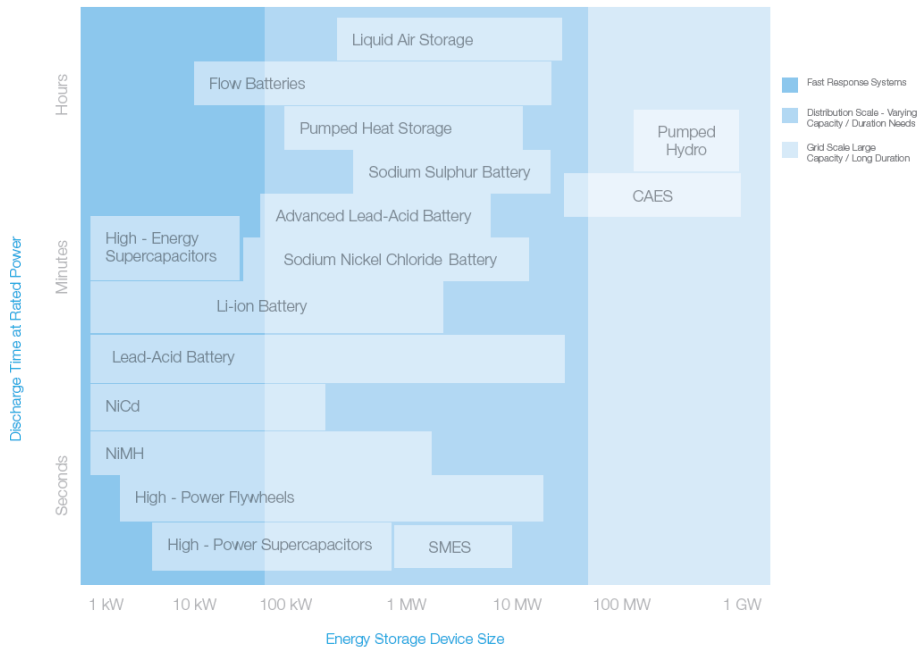 Liquid Air Storage
Flow Batteries
Pumped Heat Storage
Sodium Sulphur Battery
Advanced Lead-Acid Battery
High - Energy
Supercapacitors
Sodium Nickel Chloride Battery
Li-ion Battery
Lead-Acid Battery
NiCd
NiMH
High - Power Flywheels
High - Power Supercapacitors
SMES
Pumped
Hydro
CAES
Hours
Minutes
Seconds
Discharge Time at Rated Power
1 kW
10 kW
100 kW
1 MW
10 MW
100 MW
1 GW
Energy Storage Device Size
Fast Response Systems
Distribution Scale - Varying
Capacity / Duration Needs
Grid Scale Large
Capacity / Long Duration